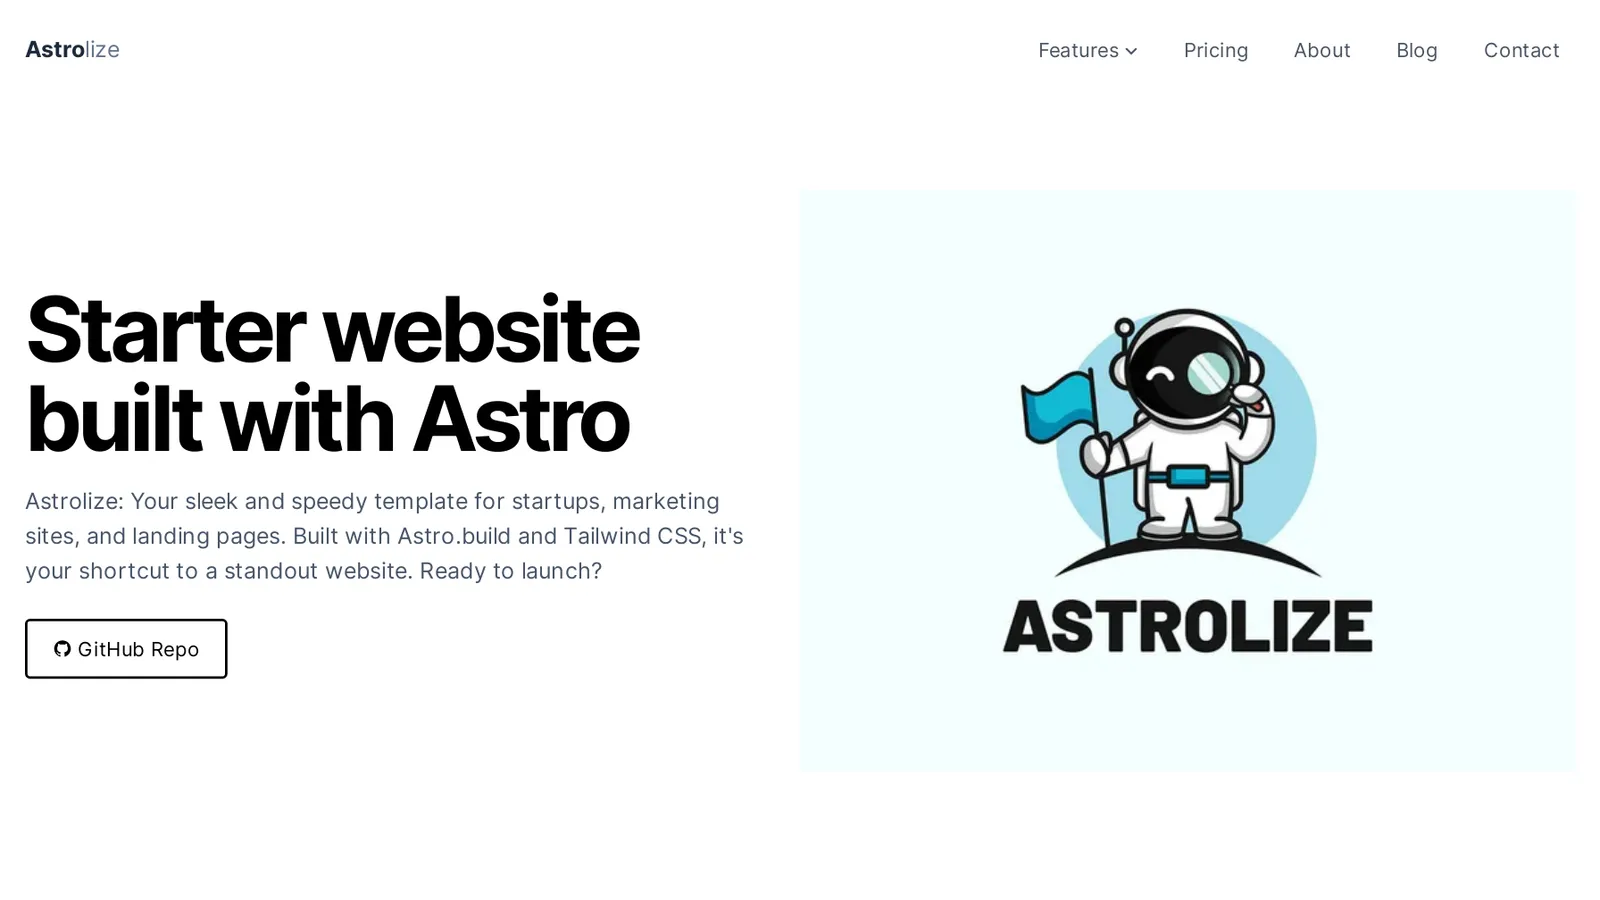 Astrolize
Features Pricing About Blog Contact
Starter website
built with Astro
Astrolize: Your sleek and speedy template for startups, marketing
sites, and landing pages. Built with Astro.build and Tailwind CSS, it's
your shortcut to a standout website. Ready to launch?
GitHub Repo
ASTROLIZE